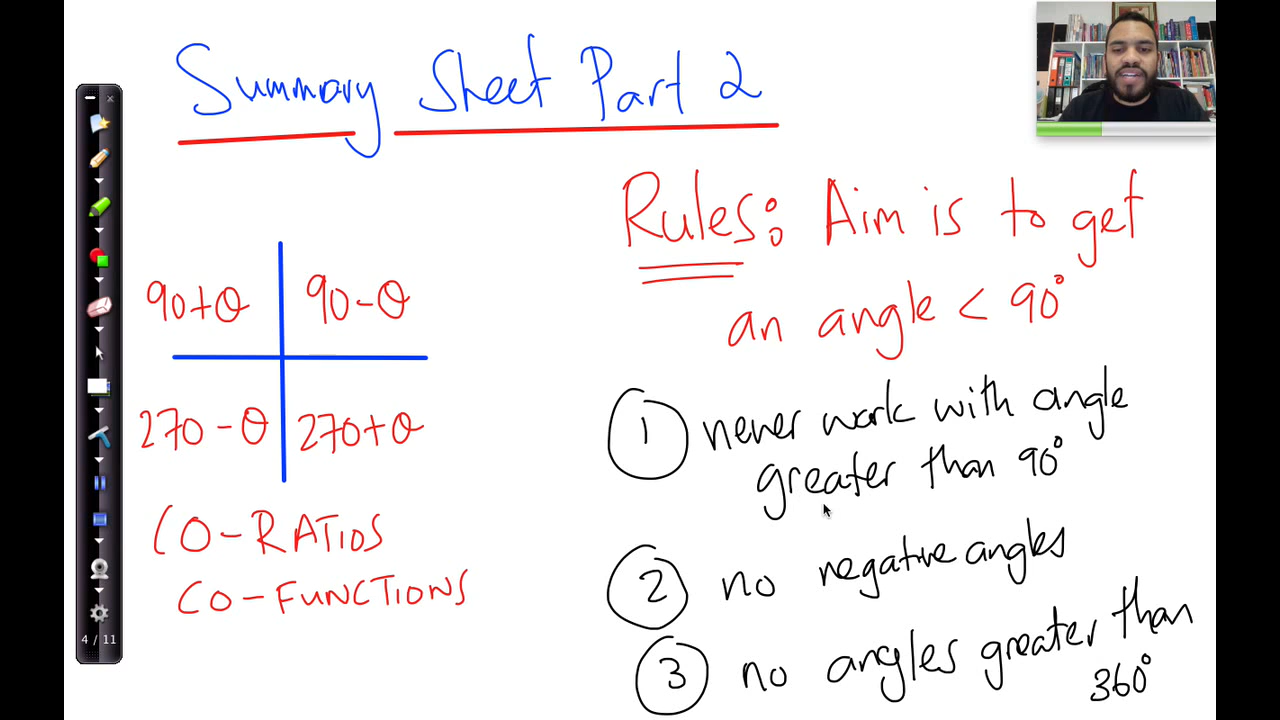 Summary Sheet Part 2
90+θ
90-θ
270-θ
270+θ
CO-RATIOS
CO-FUNCTIONS
Rules: Aim is to get
an angle < 90°
1 never work with angle
greater than 90°
2 no negative angles
3 no angles greater than
360°
4 / 11